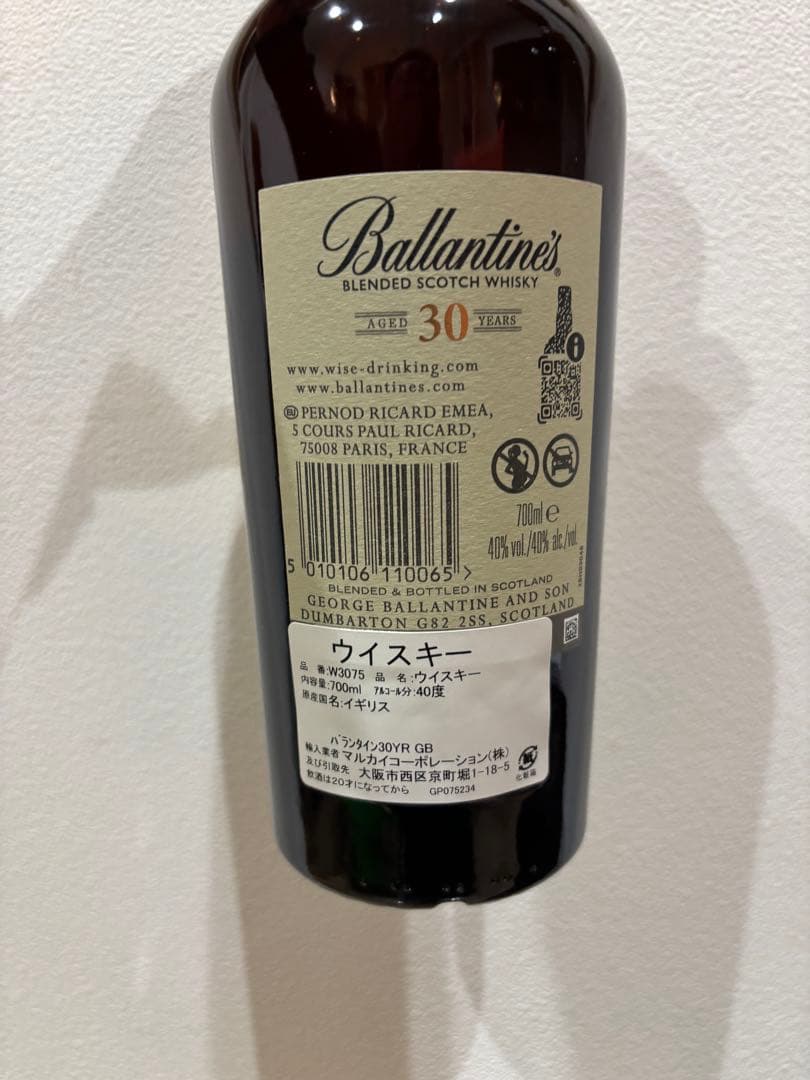 Ballantine's®
BLENDED SCOTCH WHISKY
AGED 30 YEARS
www.wise-drinking.com
www.ballantines.com
EU PERNOD RICARD EMEA,
5 COURS PAUL RICARD,
75008 PARIS, FRANCE
700ml e
40% vol./40% alc./vol.
5 010106 110065 >
BLENDED & BOTTLED IN SCOTLAND
GEORGE BALLANTINE AND SON
DUMBARTON G82 2SS, SCOTLAND
ウイスキー
品 番:W3075 品 名:ウイスキー
内容量:700ml アルコール分:40度
原産国名:イギリス
バランタイン30YR GB
輸入業者 マルカイコーポレーション(株)
及び引取先 大阪市西区京町堀1-18-5
飲酒は20才になってから GP075234
紙
化粧箱